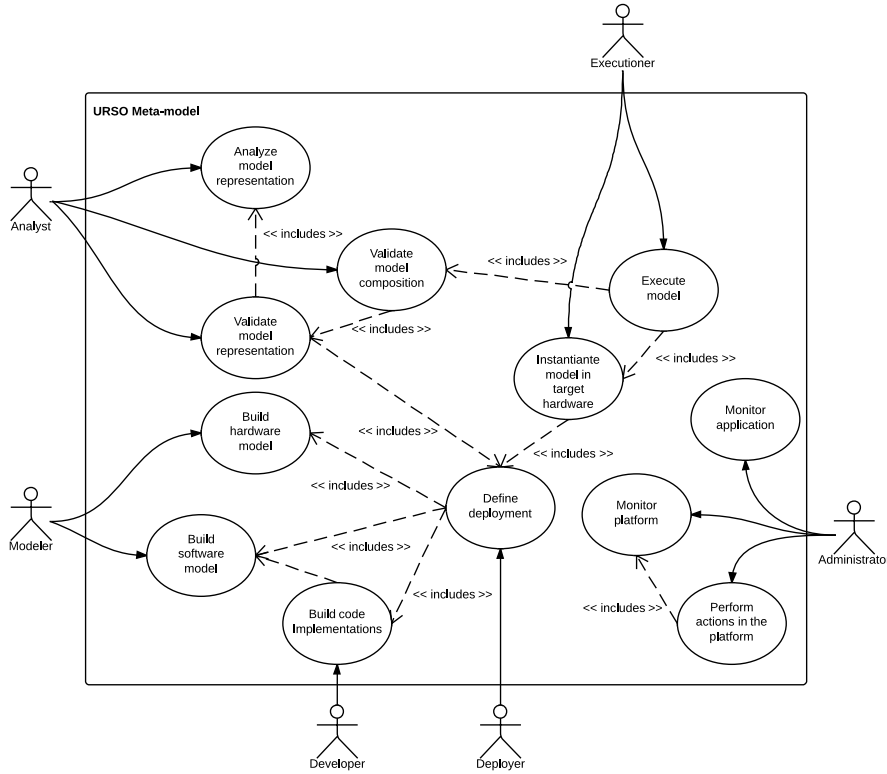 Executioner
URSO Meta-model
Analyze
model
representation
Analyst
<< includes >>
Validate
model
composition
<< includes >>
Execute
model
Validate
model
representation
<< includes >>
<< includes >>
Instantiante
model in
target
hardware
Build
hardware
model
<< includes >>
<< includes >>
Monitor
application
<< includes >>
Define
deployment
Monitor
platform
Modeler
Build
software
model
<< includes >>
Administrato
<< includes >>
Build code
Implementations
<< includes >>
Perform
actions in the
platform
Developer
Deployer